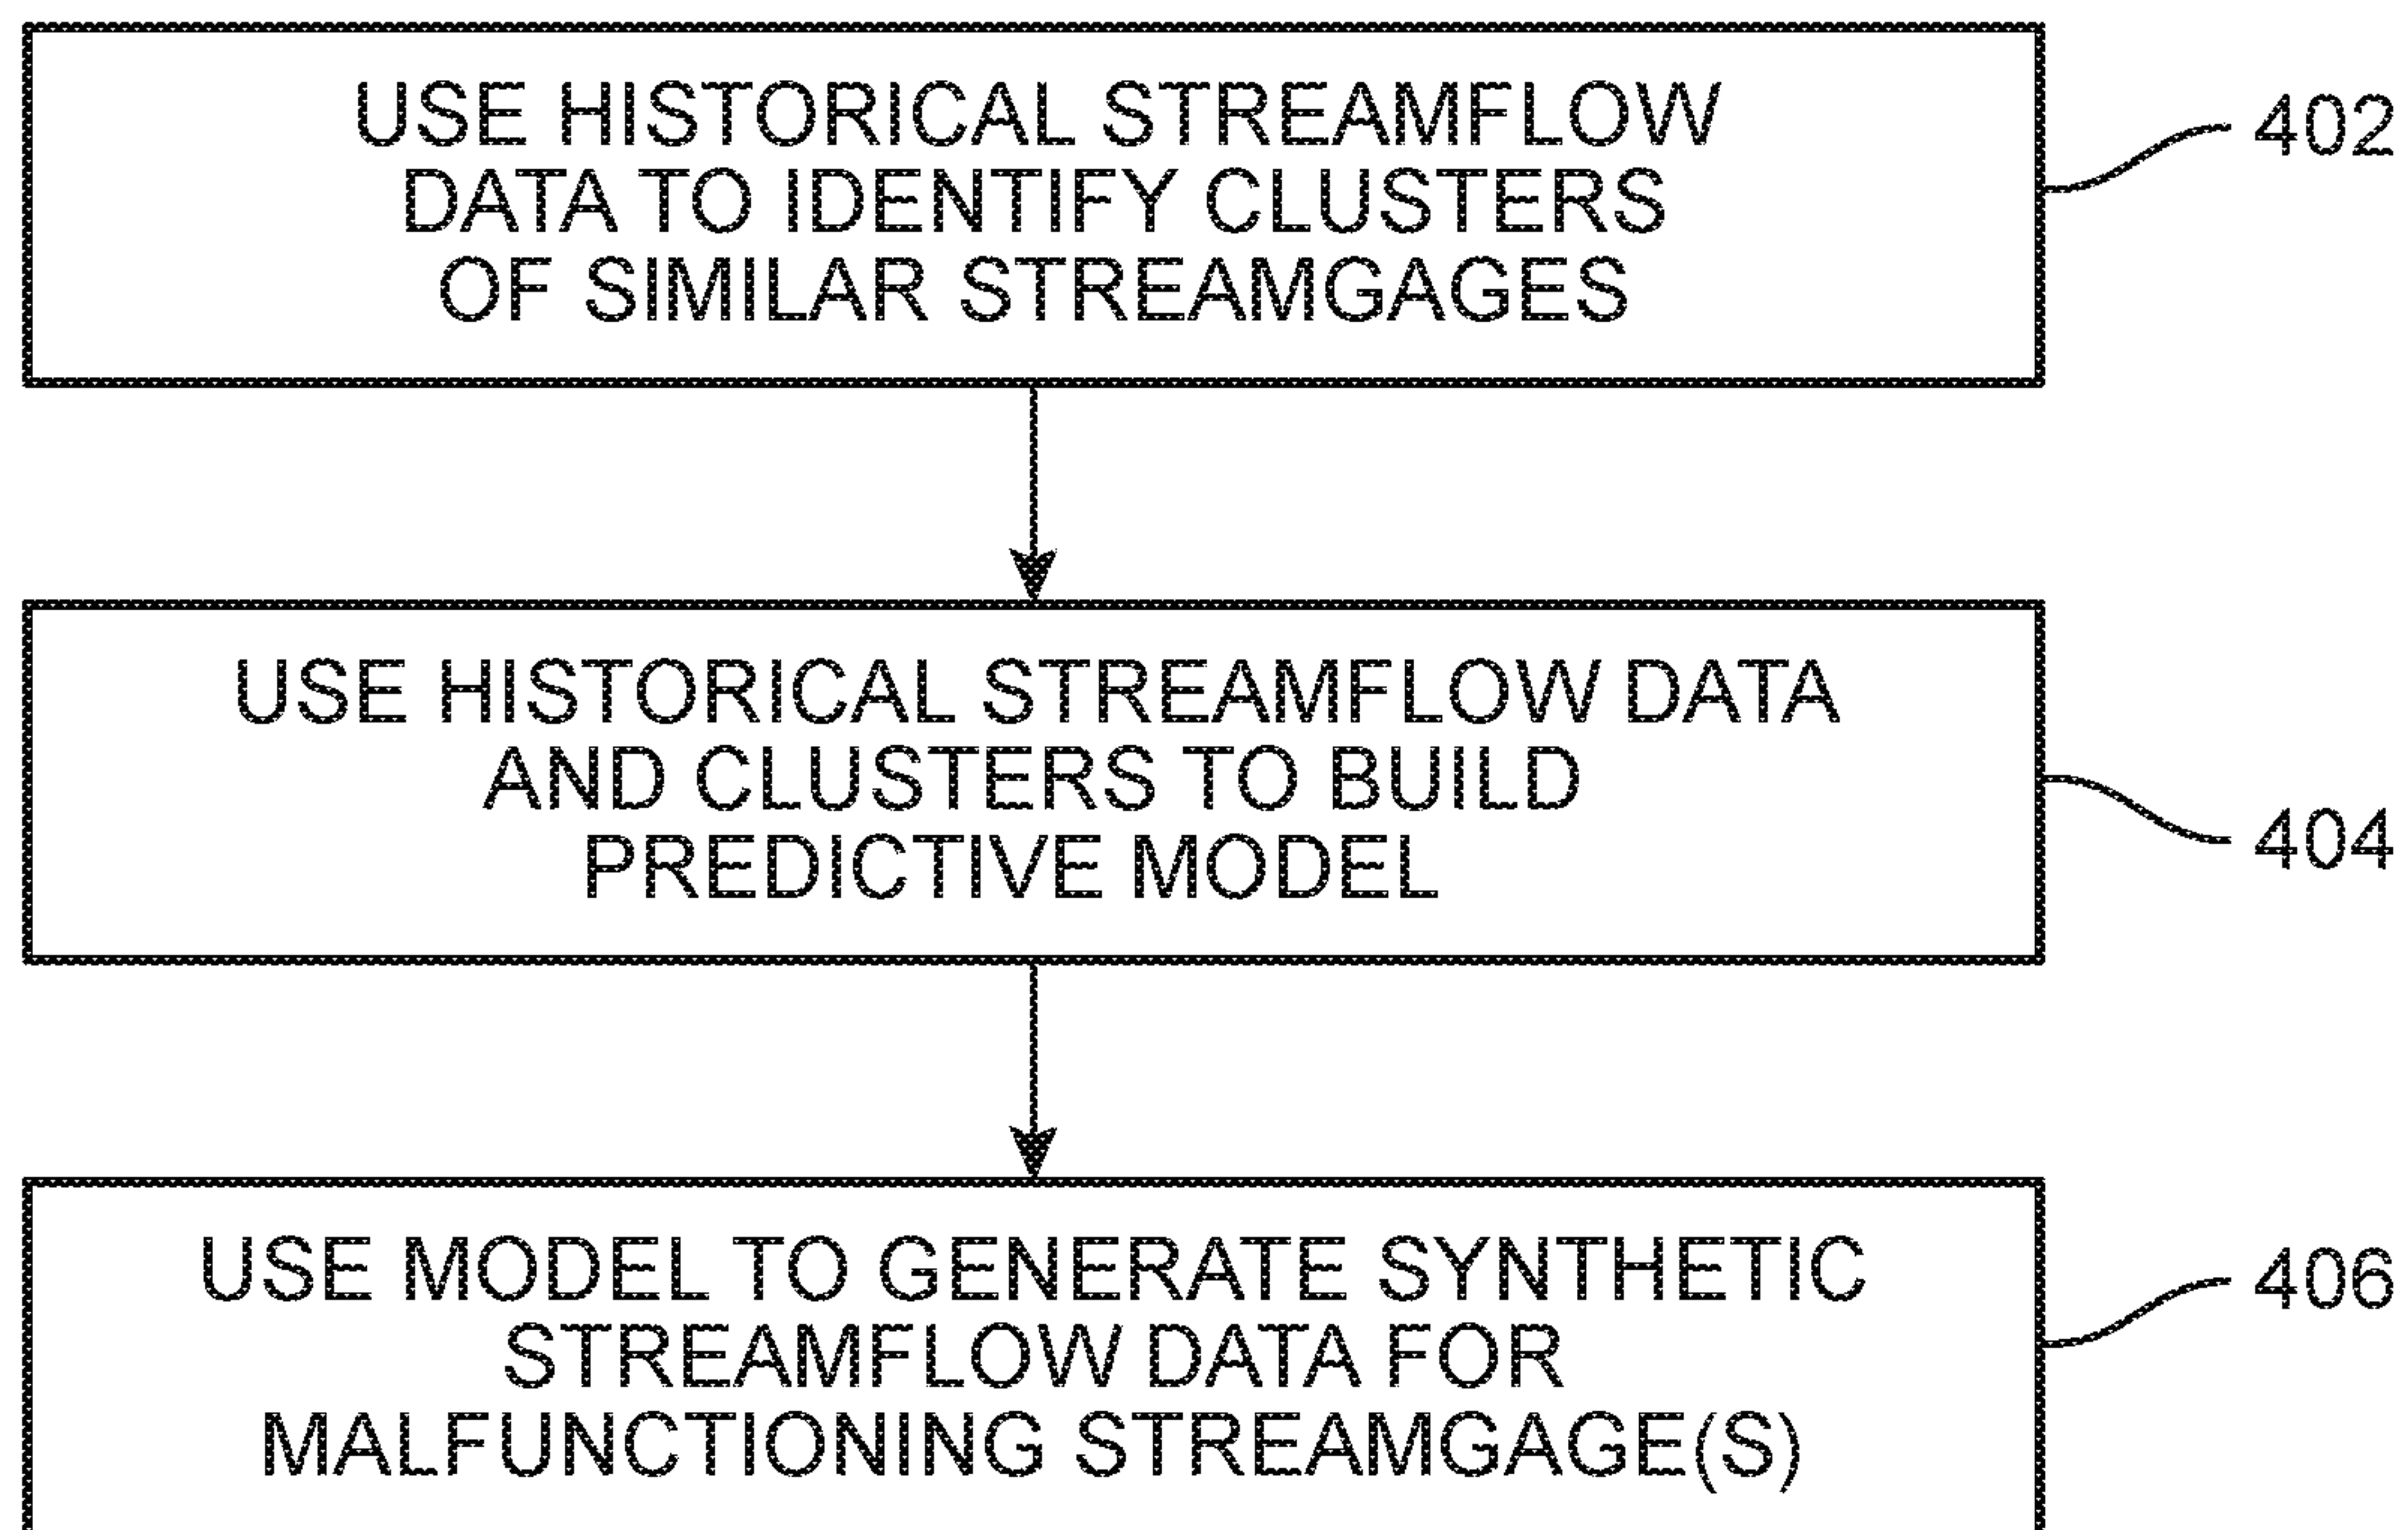 USE HISTORICAL STREAMFLOW
DATA TO IDENTIFY CLUSTERS
OF SIMILAR STREAMGAGES
402
USE HISTORICAL STREAMFLOW DATA
AND CLUSTERS TO BUILD
PREDICTIVE MODEL
404
USE MODEL TO GENERATE SYNTHETIC
STREAMFLOW DATA FOR
MALFUNCTIONING STREAMGAGE(S)
406